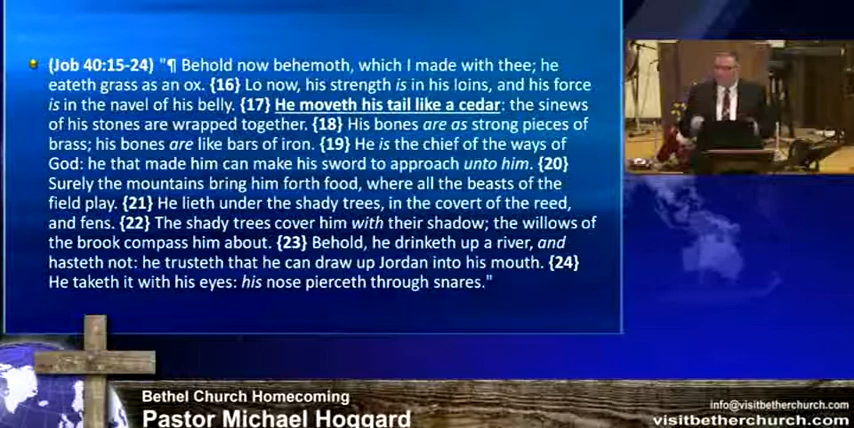 (Job 40:15-24) "¶ Behold now behemoth, which I made with thee; he
eateth grass as an ox. {16} Lo now, his strength is in his loins, and his force
is in the navel of his belly. {17} He moveth his tail like a cedar: the sinews
of his stones are wrapped together. {18} His bones are as strong pieces of
brass; his bones are like bars of iron. {19} He is the chief of the ways of
God: he that made him can make his sword to approach unto him. {20}
Surely the mountains bring him forth food, where all the beasts of the
field play. {21} He lieth under the shady trees, in the covert of the reed,
and fens. {22} The shady trees cover him with their shadow; the willows of
the brook compass him about. {23} Behold, he drinketh up a river, and
hasteth not: he trusteth that he can draw up Jordan into his mouth. {24}
He taketh it with his eyes: his nose pierceth through snares."
Bethel Church Homecoming
Pastor Michael Hoggard
info@visitbetherchurch.com
visitbetherchurch.com